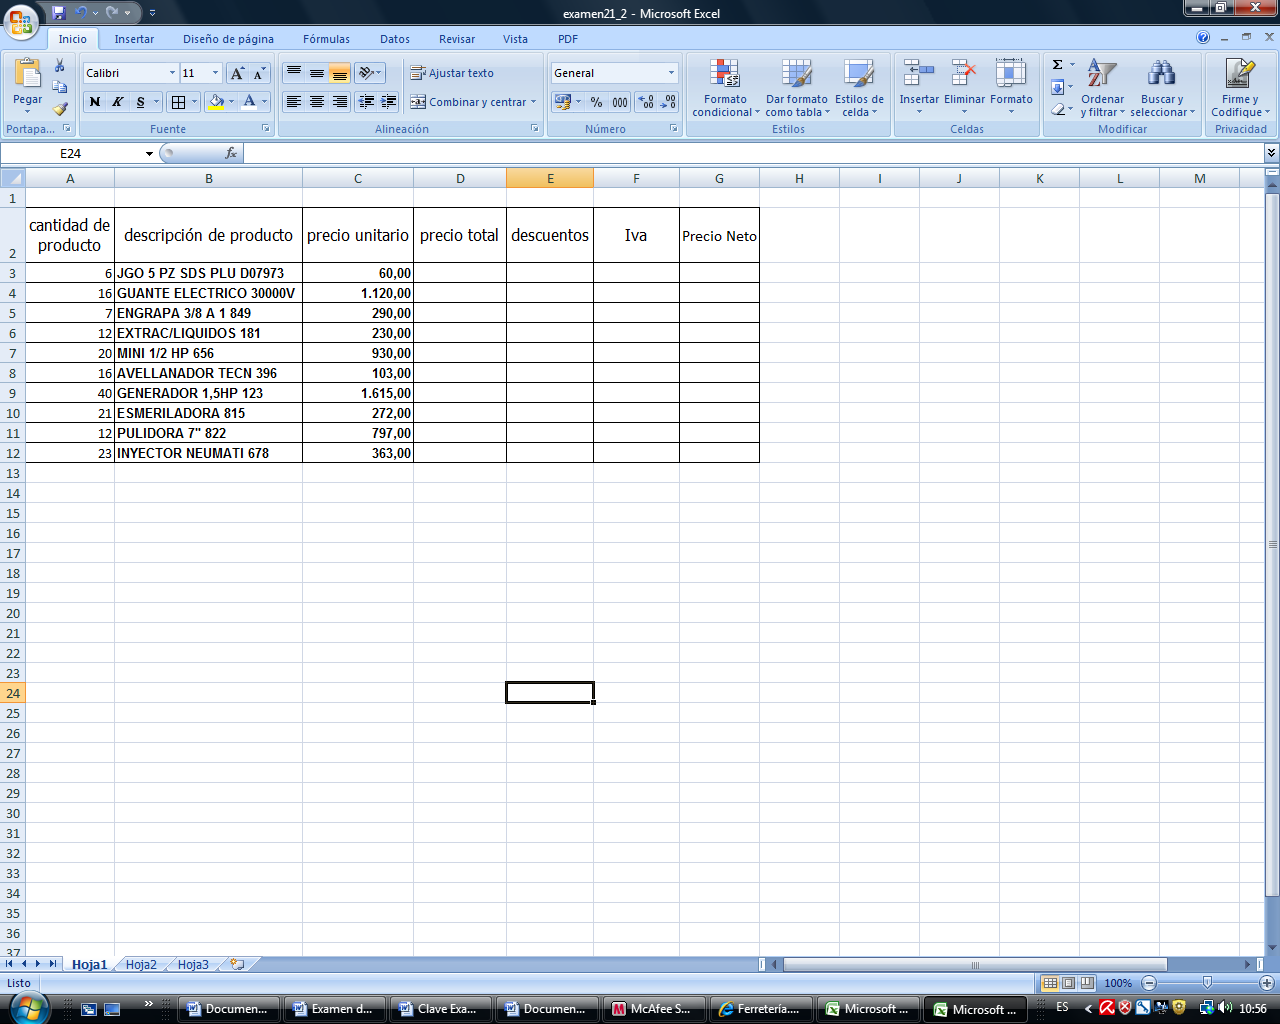 examen21_2 - Microsoft Excel
Inicio Insertar Diseño de página Fórmulas Datos Revisar Vista PDF
Pegar
Calibri 11
N K S
Ajustar texto
Combinar y centrar
General
% 000
Formato condicional
Dar formato como tabla
Estilos de celda
Insertar Eliminar Formato
Σ
Ordenar y filtrar
Buscar y seleccionar
Firme y Codifique
Portapa... Fuente Alineación Número Estilos Celdas Modificar Privacidad
E24 fx
A B C D E F G H I J K L M
1
2 cantidad de producto descripción de producto precio unitario precio total descuentos Iva Precio Neto
3 6 JGO 5 PZ SDS PLU D07973 60,00
4 16 GUANTE ELECTRICO 30000V 1.120,00
5 7 ENGRAPA 3/8 A 1 849 290,00
6 12 EXTRAC/LIQUIDOS 181 230,00
7 20 MINI 1/2 HP 656 930,00
8 16 AVELLANADOR TECN 396 103,00
9 40 GENERADOR 1,5HP 123 1.615,00
10 21 ESMERILADORA 815 272,00
11 12 PULIDORA 7" 822 797,00
12 23 INYECTOR NEUMATI 678 363,00
13
14
15
16
17
18
19
20
21
22
23
24
25
26
27
28
29
30
31
32
33
34
35
36
37
Hoja1 Hoja2 Hoja3
Listo 100%
Documen... Examen d... Clave Exa... Documen... McAfee S... Ferretería.... Microsoft ... Microsoft ... ES 10:56